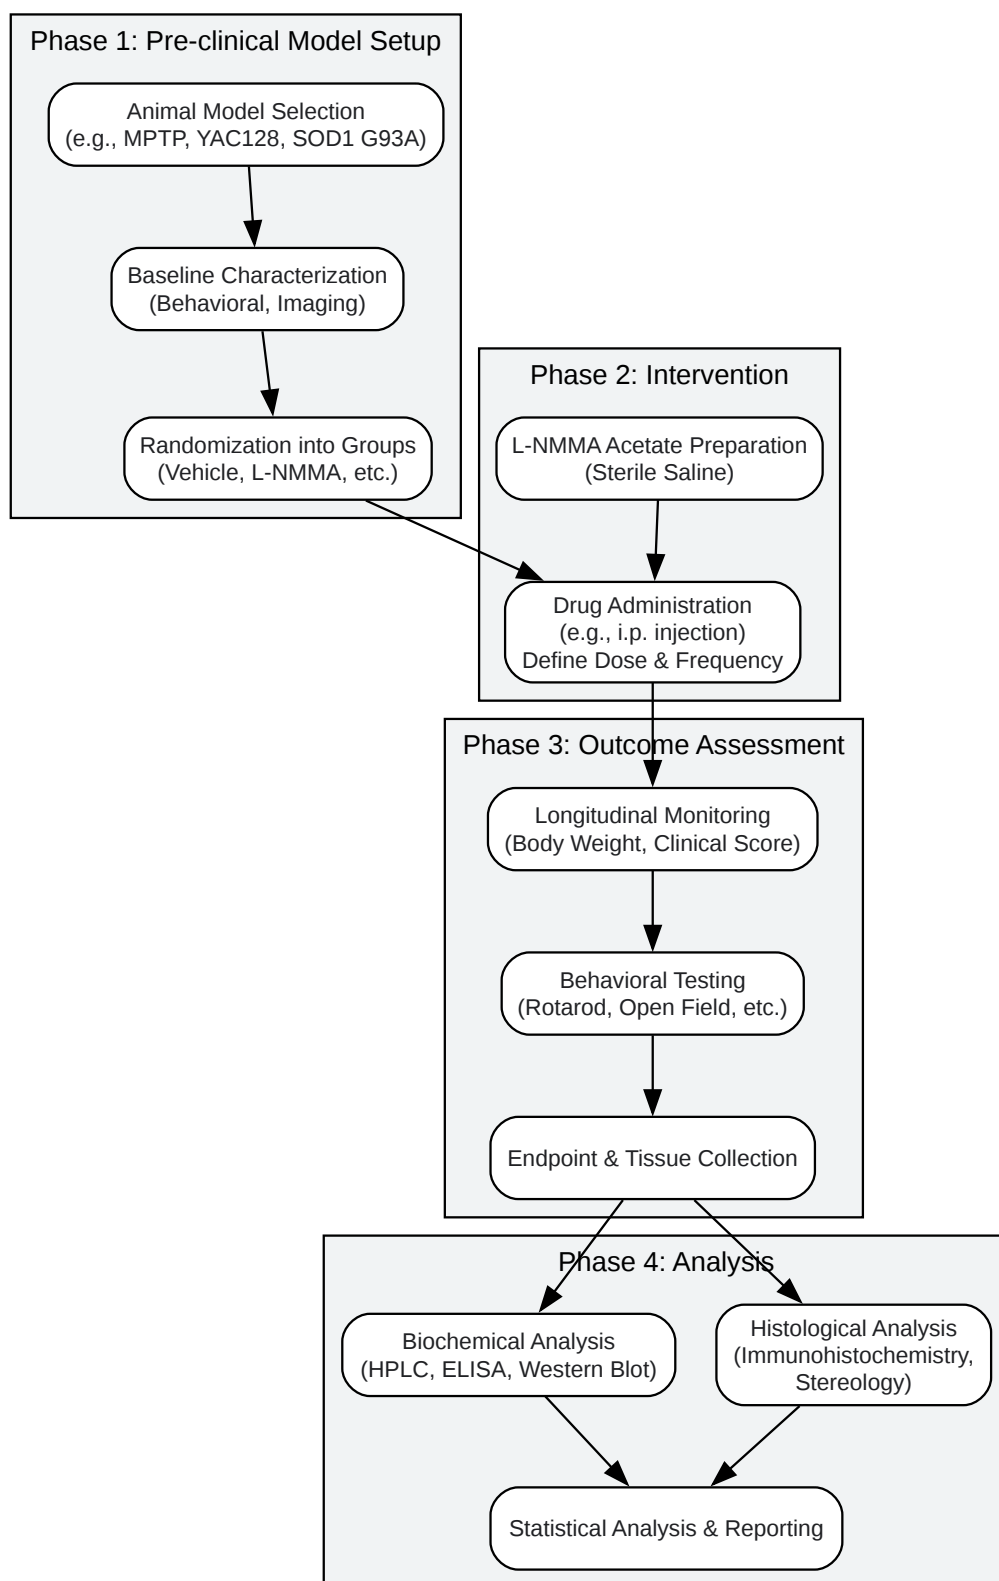 Phase 1: Pre-clinical Model Setup
Animal Model Selection
(e.g., MPTP, YAC128, SOD1 G93A)
Baseline Characterization
(Behavioral, Imaging)
Randomization into Groups
(Vehicle, L-NMMA, etc.)
Phase 2: Intervention
L-NMMA Acetate Preparation
(Sterile Saline)
Drug Administration
(e.g., i.p. injection)
Define Dose & Frequency
Phase 3: Outcome Assessment
Longitudinal Monitoring
(Body Weight, Clinical Score)
Behavioral Testing
(Rotarod, Open Field, etc.)
Endpoint & Tissue Collection
Phase 4: Analysis
Biochemical Analysis
(HPLC, ELISA, Western Blot)
Histological Analysis
(Immunohistochemistry,
Stereology)
Statistical Analysis & Reporting